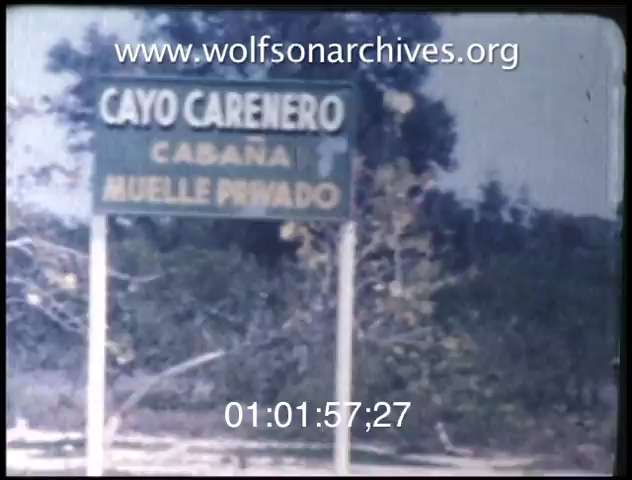 www.wolfsonarchives.org
CAYO CARENERO
CABAÑA
MUELLE PRIVADO
01:01:57;27